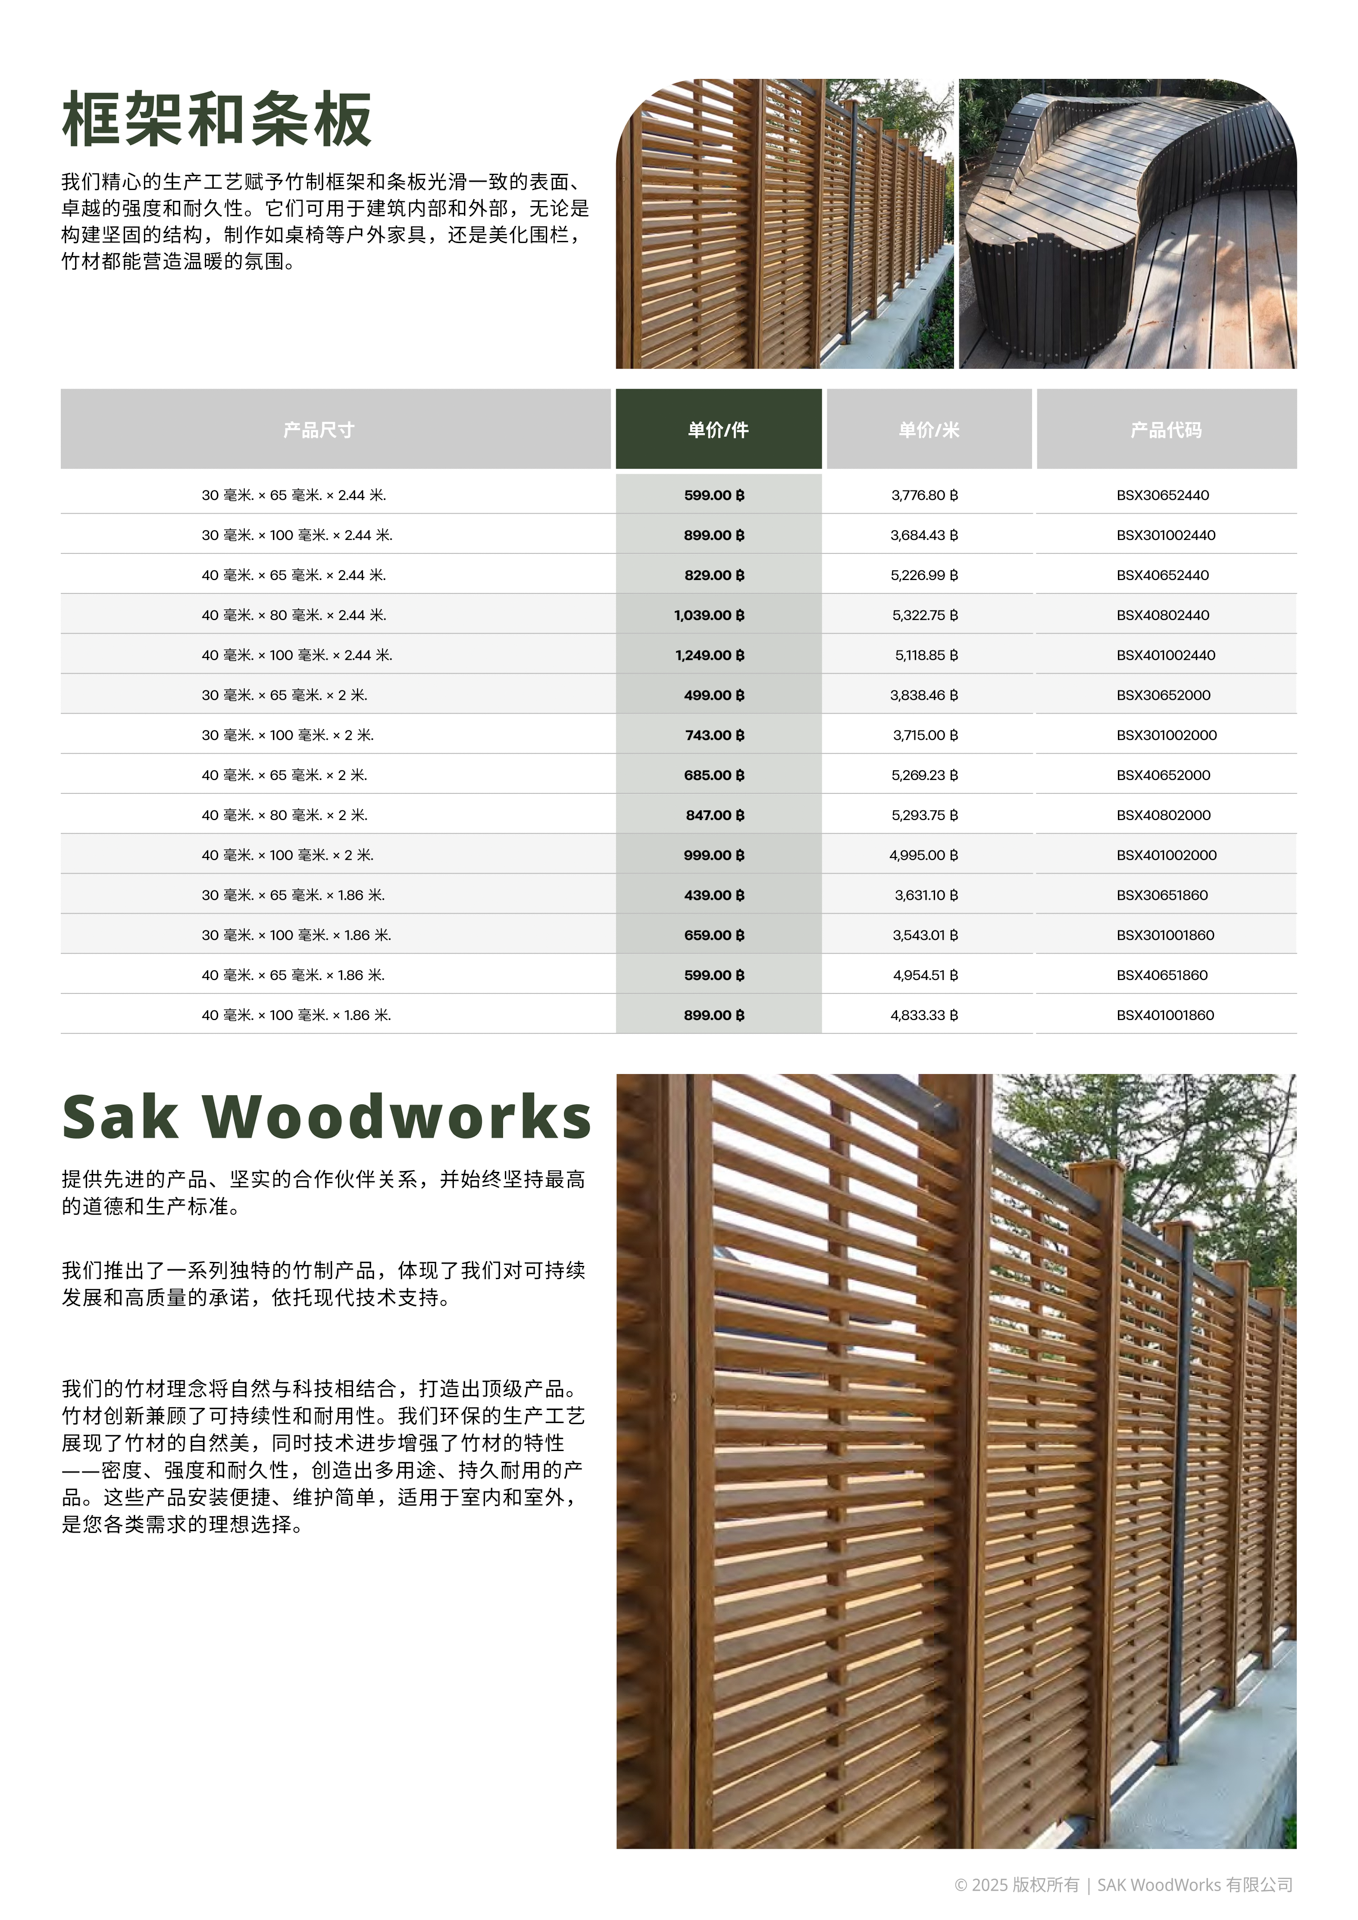 框架和条板
我们精心的生产工艺赋予竹制框架和条板光滑一致的表面、
卓越的强度和耐久性。它们可用于建筑内部和外部，无论是
构建坚固的结构，制作如桌椅等户外家具，还是美化围栏，
竹材都能营造温暖的氛围。
产品尺寸 单价/件 单价/米 产品代码
30 毫米. × 65 毫米. × 2.44 米. 599.00 ฿ 3,776.80 ฿ BSX30652440
30 毫米. × 100 毫米. × 2.44 米. 899.00 ฿ 3,684.43 ฿ BSX301002440
40 毫米. × 65 毫米. × 2.44 米. 829.00 ฿ 5,226.99 ฿ BSX40652440
40 毫米. × 80 毫米. × 2.44 米. 1,039.00 ฿ 5,322.75 ฿ BSX40802440
40 毫米. × 100 毫米. × 2.44 米. 1,249.00 ฿ 5,118.85 ฿ BSX401002440
30 毫米. × 65 毫米. × 2 米. 499.00 ฿ 3,838.46 ฿ BSX30652000
30 毫米. × 100 毫米. × 2 米. 743.00 ฿ 3,715.00 ฿ BSX301002000
40 毫米. × 65 毫米. × 2 米. 685.00 ฿ 5,269.23 ฿ BSX40652000
40 毫米. × 80 毫米. × 2 米. 847.00 ฿ 5,293.75 ฿ BSX40802000
40 毫米. × 100 毫米. × 2 米. 999.00 ฿ 4,995.00 ฿ BSX401002000
30 毫米. × 65 毫米. × 1.86 米. 439.00 ฿ 3,631.10 ฿ BSX30651860
30 毫米. × 100 毫米. × 1.86 米. 659.00 ฿ 3,543.01 ฿ BSX301001860
40 毫米. × 65 毫米. × 1.86 米. 599.00 ฿ 4,954.51 ฿ BSX40651860
40 毫米. × 100 毫米. × 1.86 米. 899.00 ฿ 4,833.33 ฿ BSX401001860
Sak Woodworks
提供先进的产品、坚实的合作伙伴关系，并始终坚持最高
的道德和生产标准。
我们推出了一系列独特的竹制产品，体现了我们对可持续
发展和高质量的承诺，依托现代技术支持。
我们的竹材理念将自然与科技相结合，打造出顶级产品。
竹材创新兼顾了可持续性和耐用性。我们环保的生产工艺
展现了竹材的自然美，同时技术进步增强了竹材的特性
——密度、强度和耐久性，创造出多用途、持久耐用的产
品。这些产品安装便捷、维护简单，适用于室内和室外，
是您各类需求的理想选择。
© 2025 版权所有 | SAK WoodWorks 有限公司